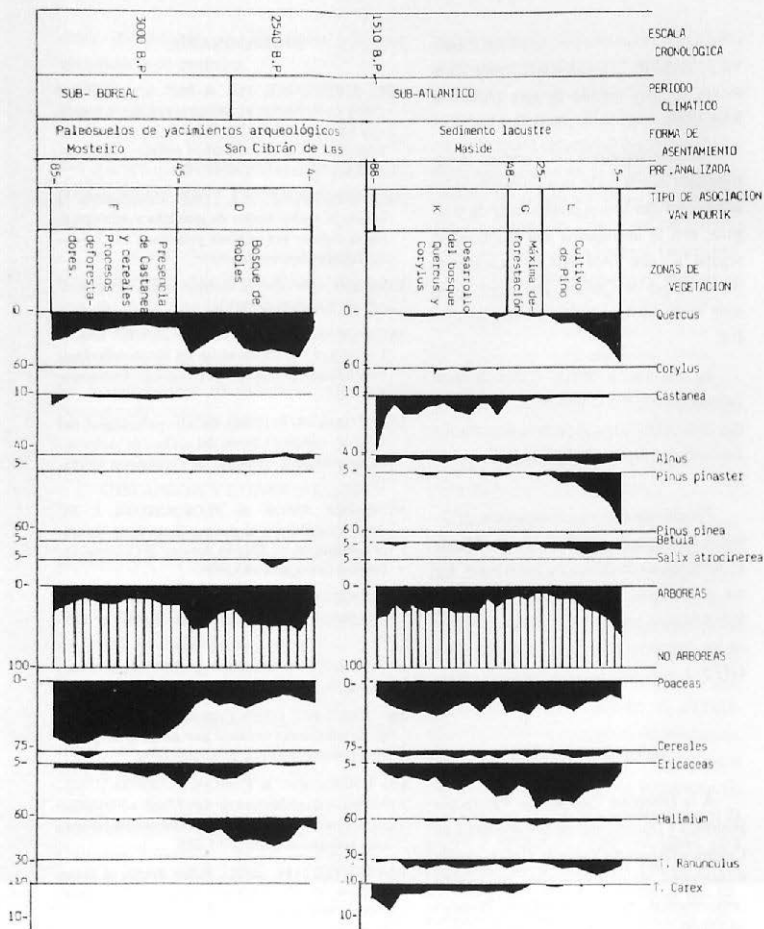 3000 B.P
2540 B.P.
1510 B.P.
ESCALA
CRONOLOGICA
SUB- BOREAL
SUB-ATLANTICO
PERIODO
CLIMATICO
Paleosuelos de yacimientos arqueológicos
Mosteiro San Cibrán de Las
Sedimento lacustre
Maside
FORMA DE
ASENTAMIENTO
PRF.ANALIZADA
85-
45-
4-
88-
48-
25-
5-
TIPO DE ASOCIACION
VAN MOURIK
F
K
G
L
Presencia
de Castanea
y cereales
Procesos
deforesta-
dores.
Bosque de
Robles
Desarrollo
del bosque
Quercus y
Corylus
Máxima de-
forestación
Cultivo
de Pino
ZONAS DE
VEGETACION
0- 0- Quercus
60- 60- Corylus
10- 10- Castanea
40- 40- Alnus
5- 5- Pinus pinaster
60- 60- Pinus pinea
5- 5- Betula
5- 5- Salix atrocinerea
0- 0- ARBOREAS
100- 100- NO ARBOREAS
0- 0- Poaceas
75- 75- Cereales
5- 5- Ericaceas
60- 60- Halimium
30- 30- T. Ranunculus
10- 10- T. Carex
10- 10-